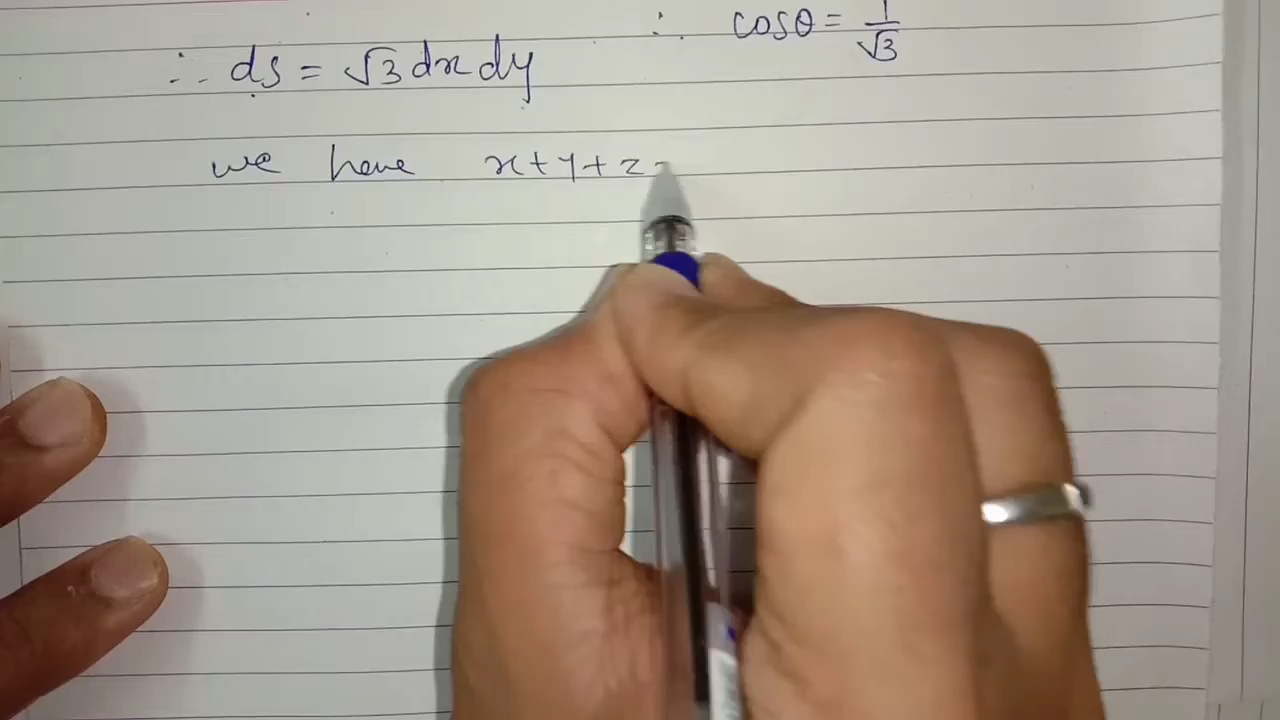 ∴ cosθ = 1/√3
∴ ds = √3 dx dy
we have x + y + z =